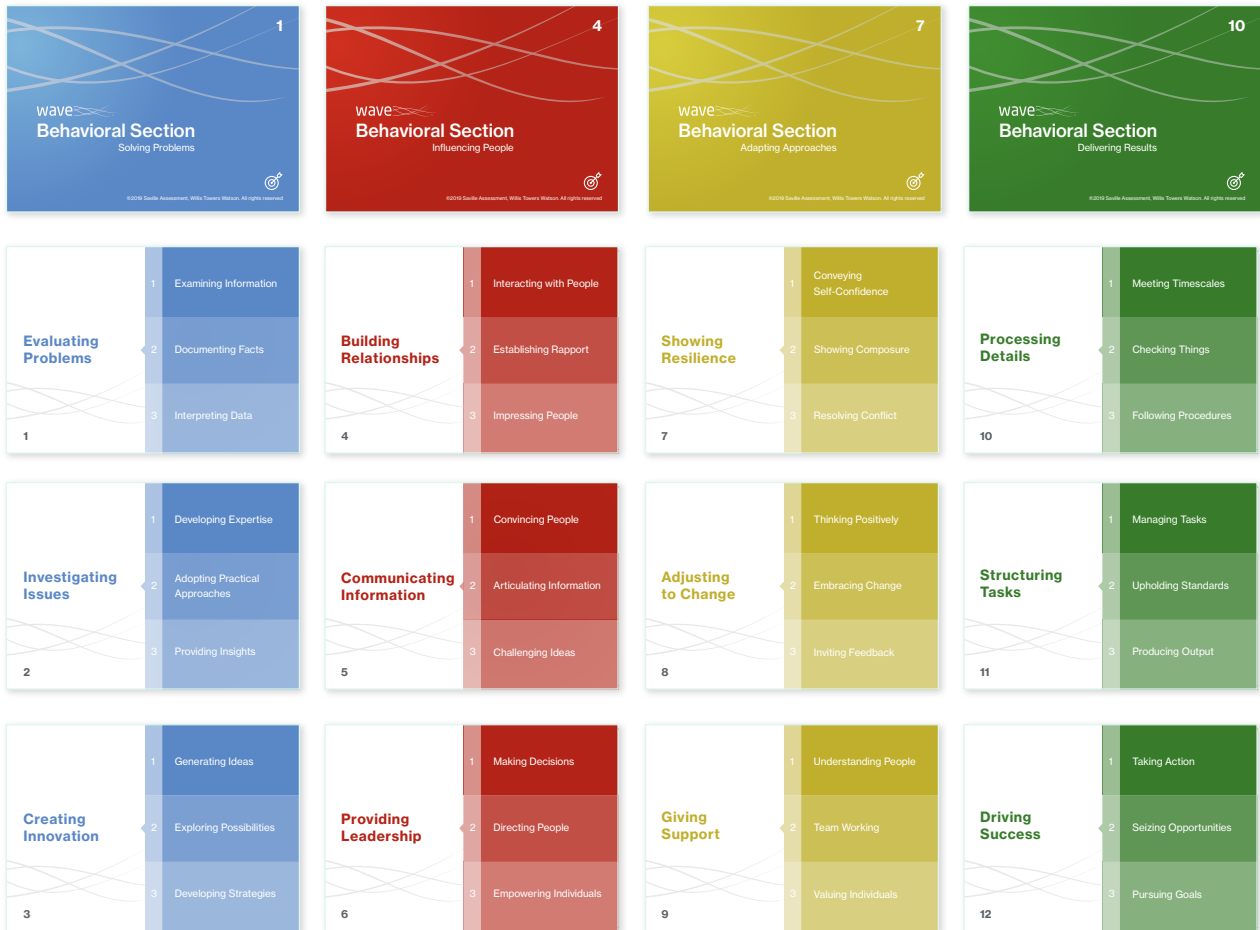 1
wave
Behavioral Section
Solving Problems
©2019 Saville Assessment, Willis Towers Watson. All rights reserved
4
wave
Behavioral Section
Influencing People
©2019 Saville Assessment, Willis Towers Watson. All rights reserved
7
wave
Behavioral Section
Adapting Approaches
©2019 Saville Assessment, Willis Towers Watson. All rights reserved
10
wave
Behavioral Section
Delivering Results
©2019 Saville Assessment, Willis Towers Watson. All rights reserved
Evaluating
Problems
1
1 Examining Information
2 Documenting Facts
3 Interpreting Data
Building
Relationships
4
1 Interacting with People
2 Establishing Rapport
3 Impressing People
Showing
Resilience
7
1 Conveying
Self-Confidence
2 Showing Composure
3 Resolving Conflict
Processing
Details
10
1 Meeting Timescales
2 Checking Things
3 Following Procedures
Investigating
Issues
2
1 Developing Expertise
2 Adopting Practical
Approaches
3 Providing Insights
Communicating
Information
5
1 Convincing People
2 Articulating Information
3 Challenging Ideas
Adjusting
to Change
8
1 Thinking Positively
2 Embracing Change
3 Inviting Feedback
Structuring
Tasks
11
1 Managing Tasks
2 Upholding Standards
3 Producing Output
Creating
Innovation
3
1 Generating Ideas
2 Exploring Possibilities
3 Developing Strategies
Providing
Leadership
6
1 Making Decisions
2 Directing People
3 Empowering Individuals
Giving
Support
9
1 Understanding People
2 Team Working
3 Valuing Individuals
Driving
Success
12
1 Taking Action
2 Seizing Opportunities
3 Pursuing Goals